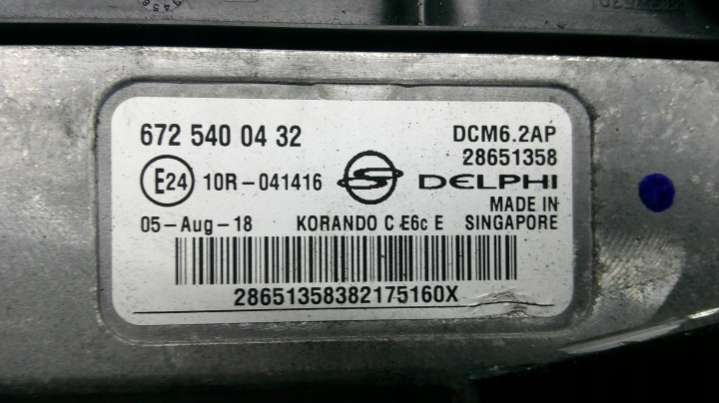 672 540 04 32
DCM6.2AP
28651358
E24 10R-041416
DELPHI
MADE IN
SINGAPORE
05-Aug-18
KORANDO C E6c E
28651358382175160X